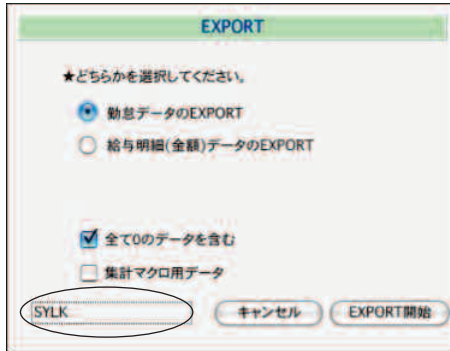 EXPORT
★どちらかを選択してください。
勤怠データのEXPORT
給与明細(金額)データのEXPORT
全て0のデータを含む
集計マクロ用データ
SYLK キャンセル EXPORT開始